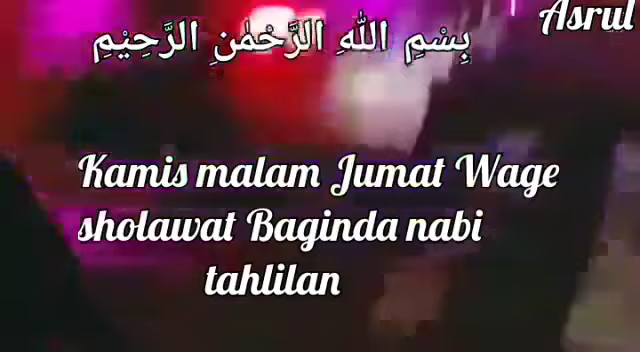 Asrul
بِسْمِ اللّٰهِ الرَّحْمٰنِ الرَّحِيْمِ
Kamis malam Jumat Wage
sholawat Baginda nabi
tahlilan